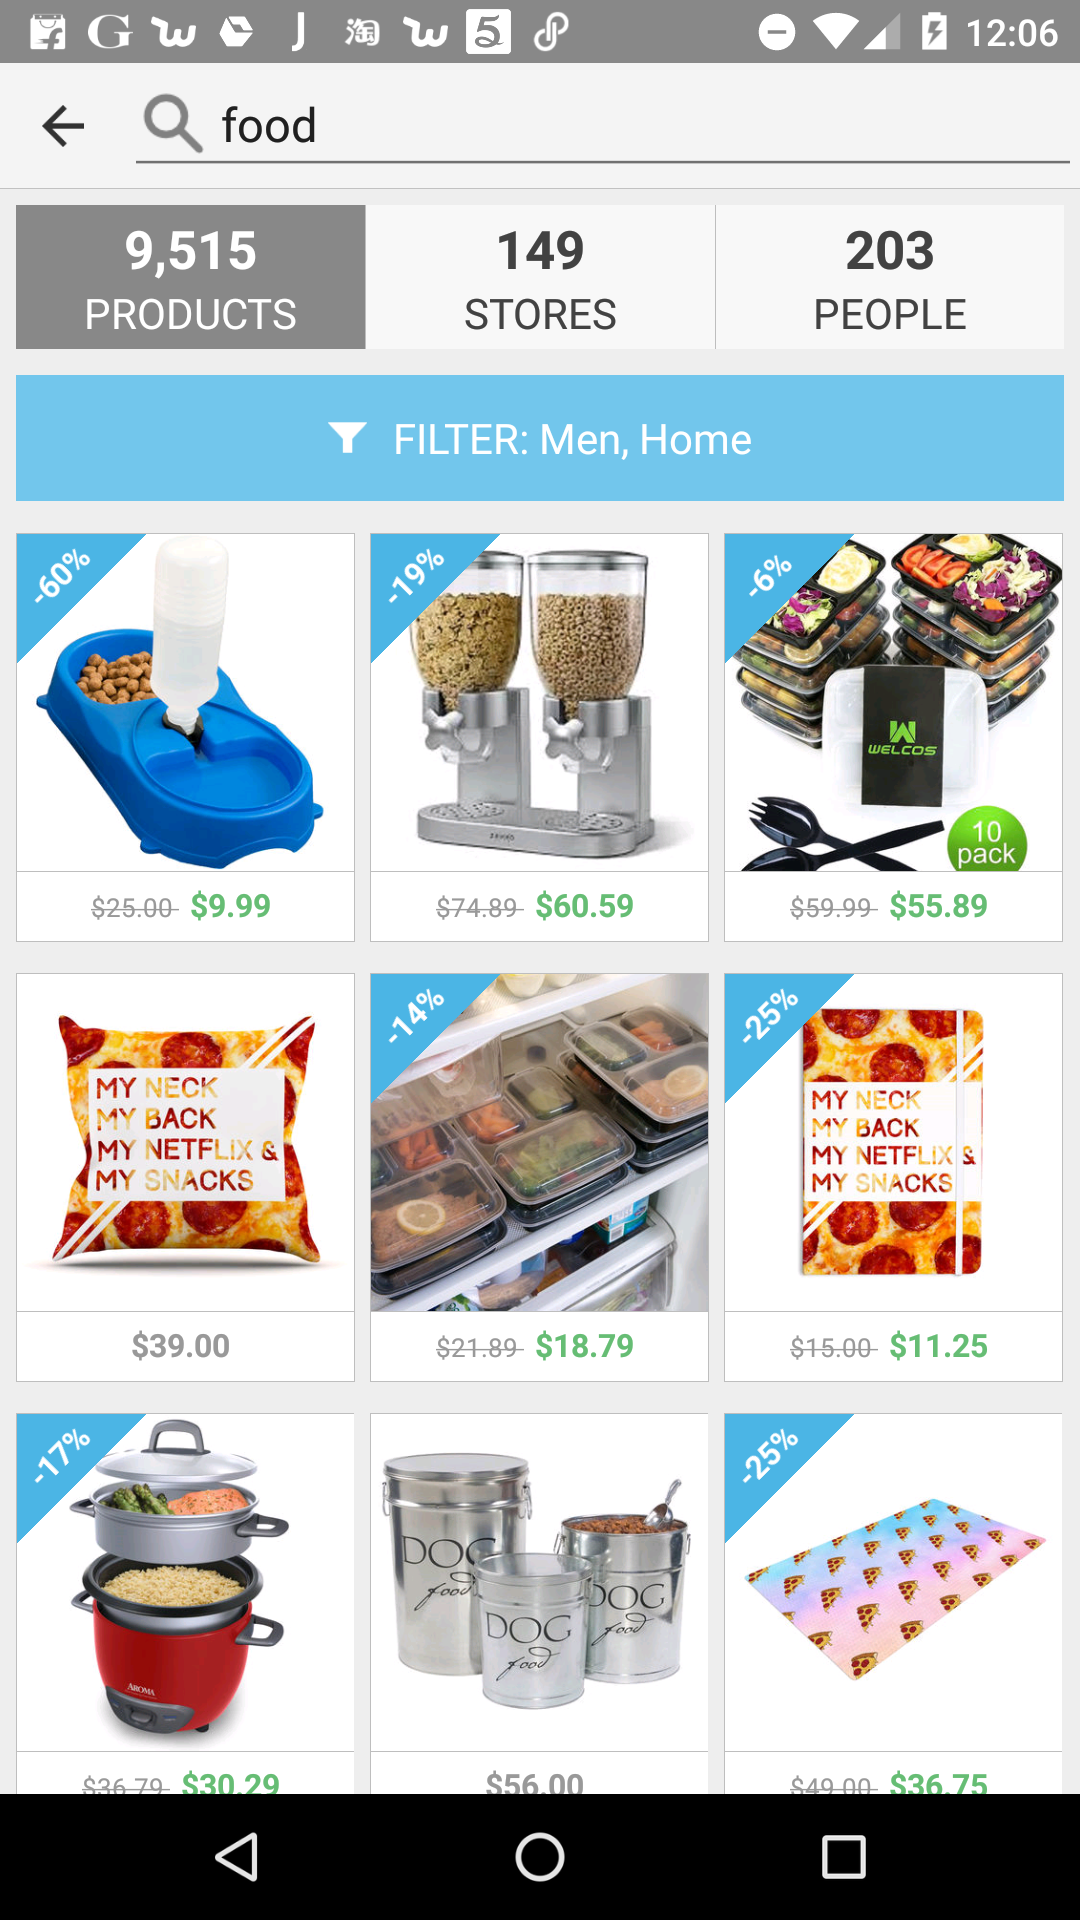 12:06
food
9,515
PRODUCTS
149
STORES
203
PEOPLE
FILTER: Men, Home
-60%
-19%
-6%
WELCOS
10
pack
$25.00 $9.99
$74.89 $60.59
$59.99 $55.89
MY NECK
MY BACK
MY NETFLIX &
MY SNACKS
-14%
-25%
MY NECK
MY BACK
MY NETFLIX &
MY SNACKS
$39.00
$21.89 $18.79
$15.00 $11.25
-17%
AROMA
DOG
food
DOG
food
DOG
food
-25%
$36.79 $30.29
$56.00
$49.00 $36.75